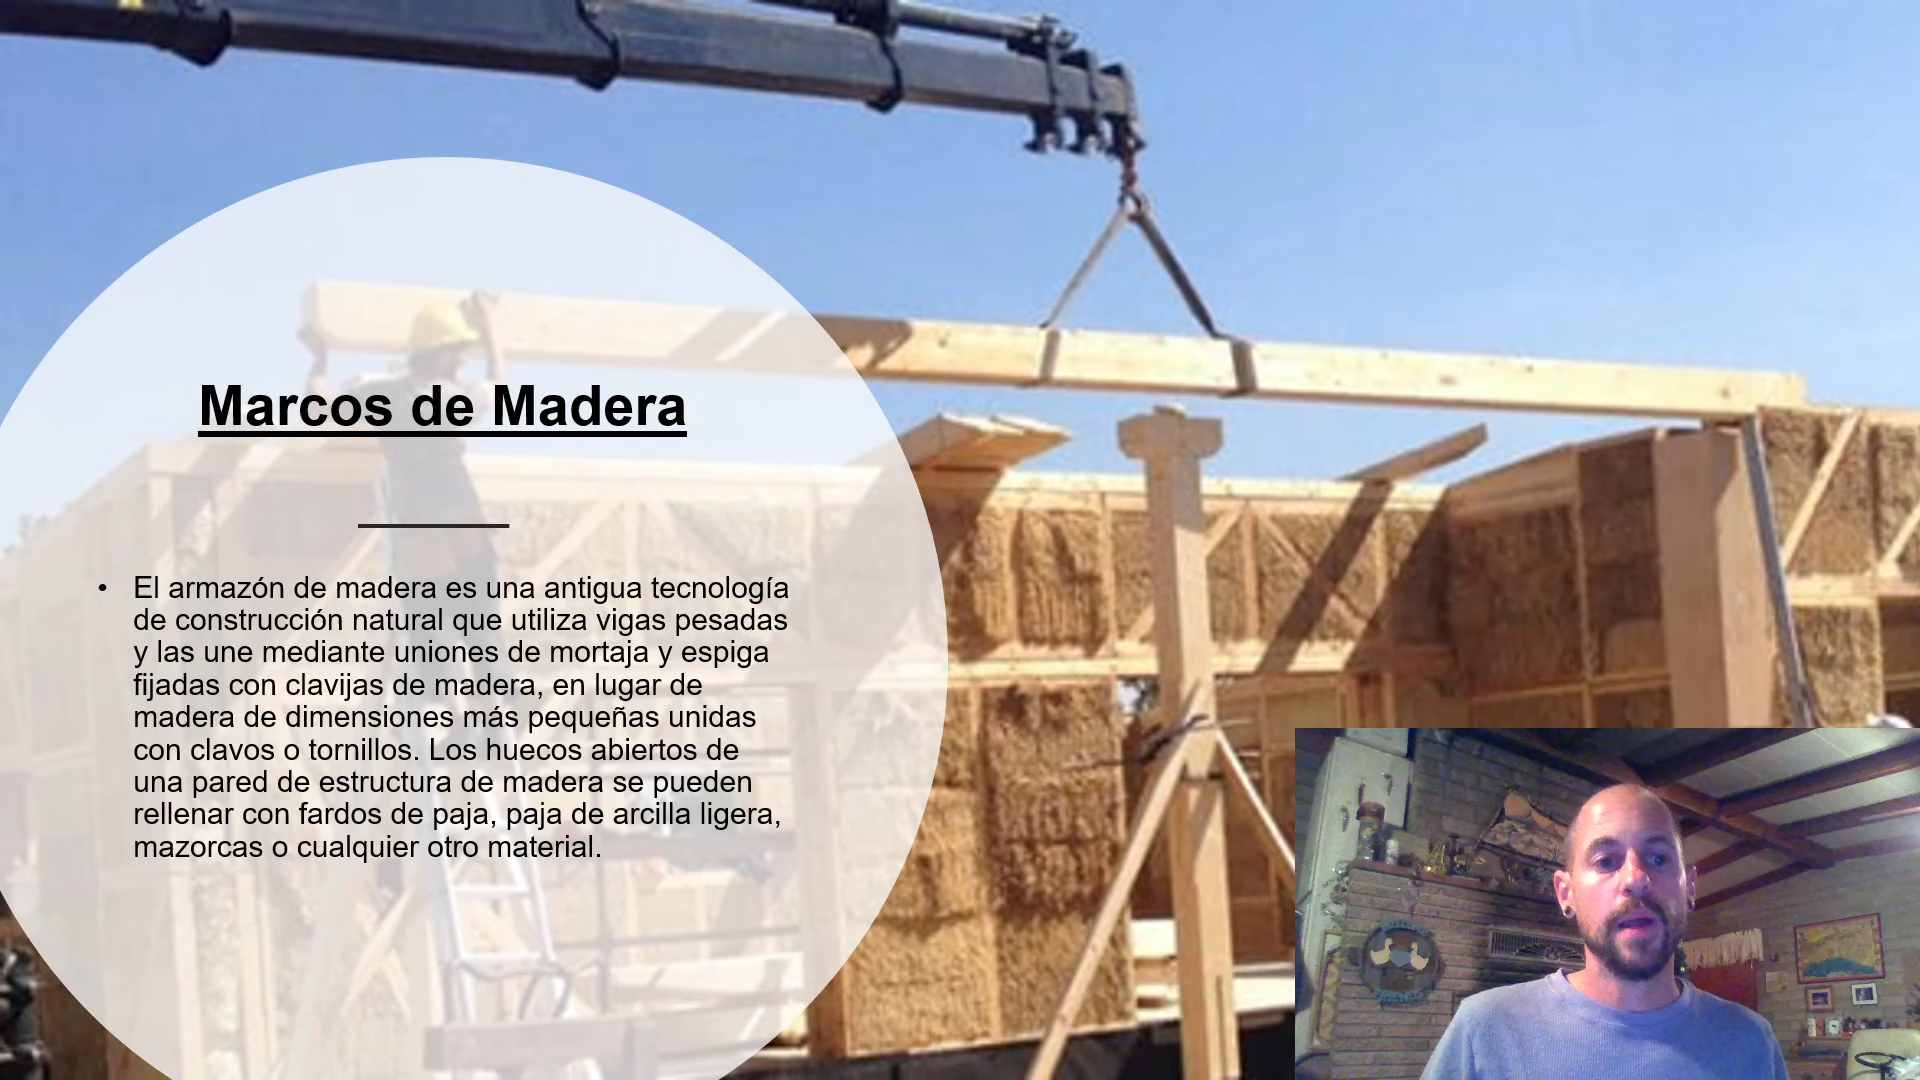 Marcos de Madera
• El armazón de madera es una antigua tecnología
de construcción natural que utiliza vigas pesadas
y las une mediante uniones de mortaja y espiga
fijadas con clavijas de madera, en lugar de
madera de dimensiones más pequeñas unidas
con clavos o tornillos. Los huecos abiertos de
una pared de estructura de madera se pueden
rellenar con fardos de paja, paja de arcilla ligera,
mazorcas o cualquier otro material.